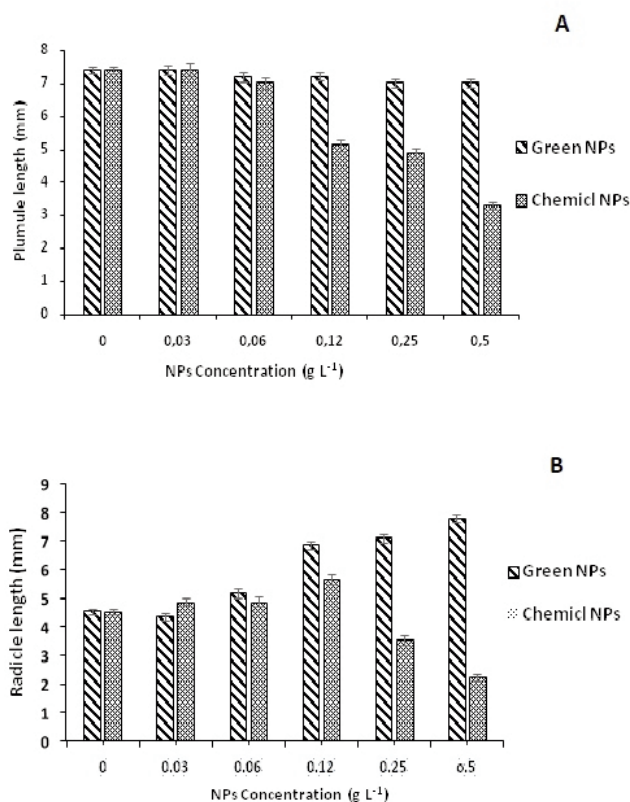 A
Plumule length (mm)
8
7
6
5
4
3
2
1
0
0 0,03 0,06 0,12 0,25 0,5
NPs Concentration (g L⁻¹)
Green NPs
Chemicl NPs
B
Radicle length (mm)
9
8
7
6
5
4
3
2
1
0
0 0.03 0.06 0.12 0.25 0.5
NPs Concentration (g L⁻¹)
Green NPs
Chemicl NPs